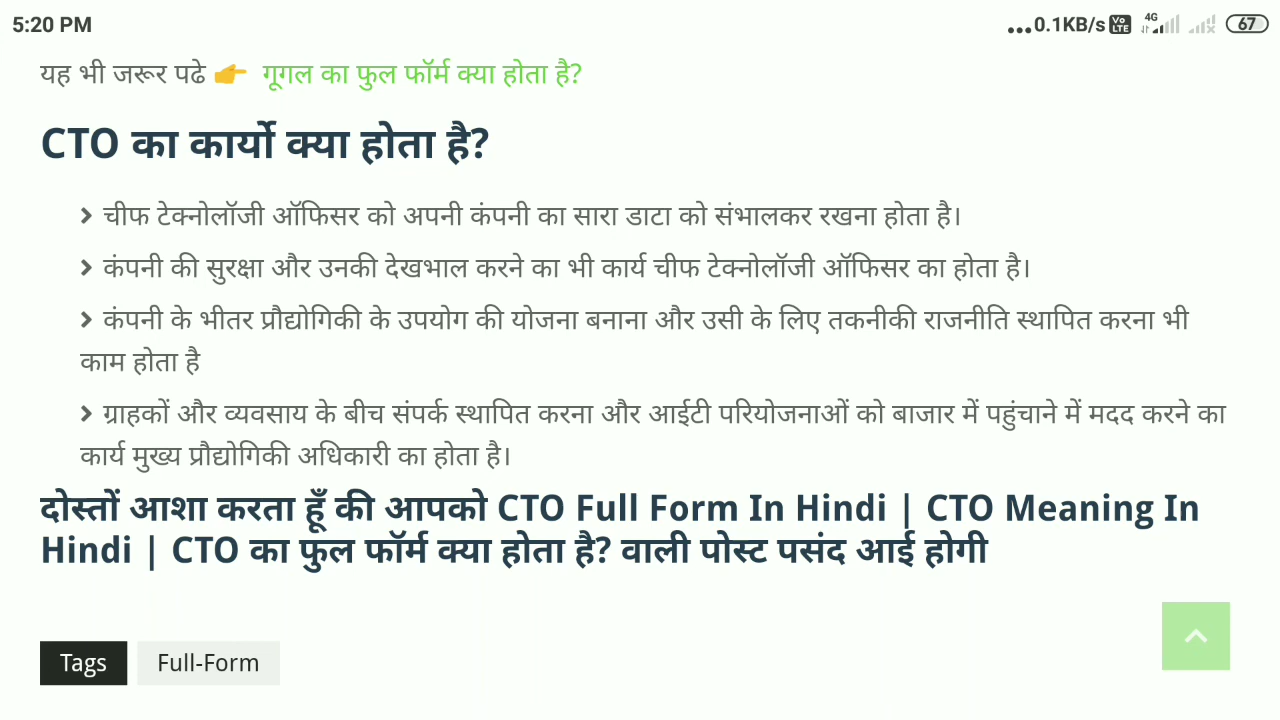 5:20 PM
...0.1KB/s Vo LTE 4G 67
यह भी जरूर पढे 👉 गूगल का फुल फॉर्म क्या होता है?
CTO का कार्यो क्या होता है?
चीफ टेक्नोलॉजी ऑफिसर को अपनी कंपनी का सारा डाटा को संभालकर रखना होता है।
कंपनी की सुरक्षा और उनकी देखभाल करने का भी कार्य चीफ टेक्नोलॉजी ऑफिसर का होता है।
कंपनी के भीतर प्रौद्योगिकी के उपयोग की योजना बनाना और उसी के लिए तकनीकी राजनीति स्थापित करना भी
काम होता है
ग्राहकों और व्यवसाय के बीच संपर्क स्थापित करना और आईटी परियोजनाओं को बाजार में पहुंचाने में मदद करने का
कार्य मुख्य प्रौद्योगिकी अधिकारी का होता है।
दोस्तों आशा करता हूँ की आपको CTO Full Form In Hindi | CTO Meaning In
Hindi | CTO का फुल फॉर्म क्या होता है? वाली पोस्ट पसंद आई होगी
Tags Full-Form